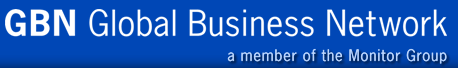 GBN Global Business Network
a member of the Monitor Group